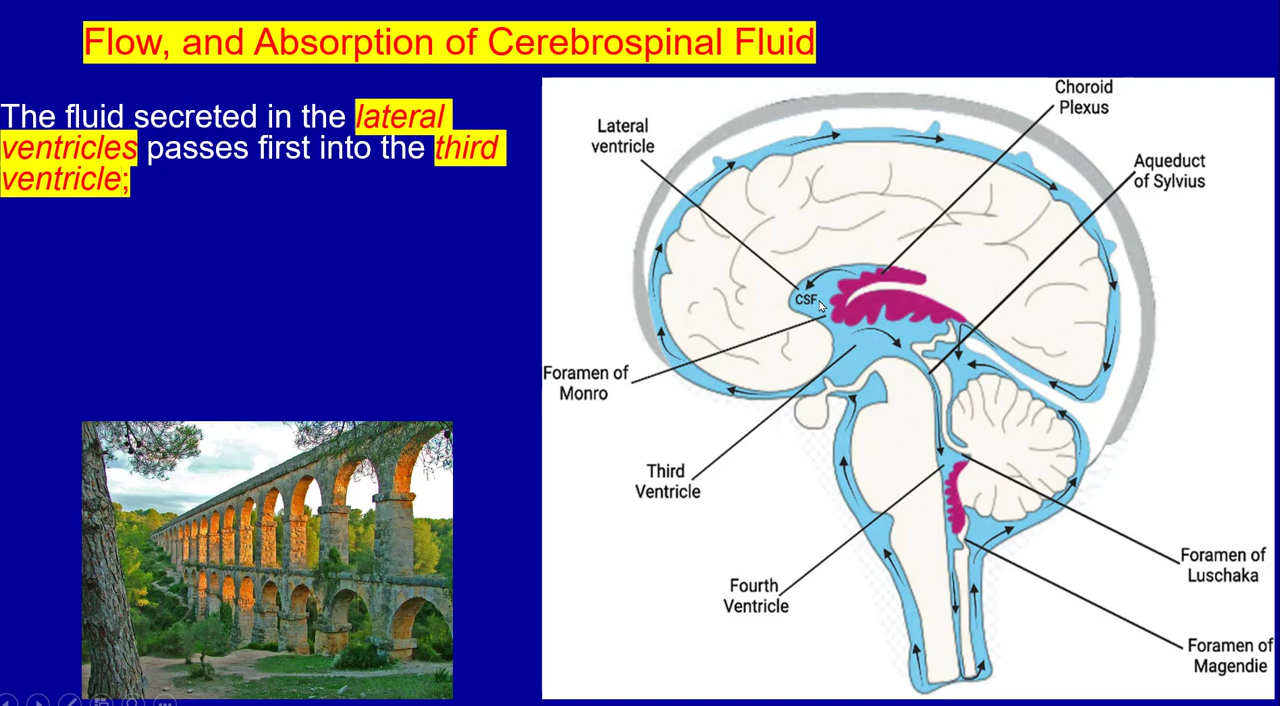 Flow, and Absorption of Cerebrospinal Fluid
The fluid secreted in the lateral
ventricles passes first into the third
ventricle;
Choroid
Plexus
Lateral
ventricle
Aqueduct
of Sylvius
CSF
Foramen of
Monro
Third
Ventricle
Fourth
Ventricle
Foramen of
Luschaka
Foramen of
Magendie